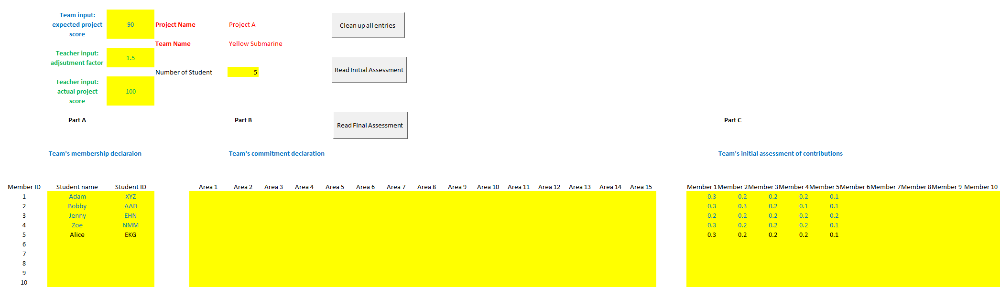 Team input:
expected project
score
90
Project Name
Project A
Clean up all entries
Team Name
Yellow Submarine
Teacher input:
adjsutment factor
1.5
Number of Student
5
Read Initial Assessment
Teacher input:
actual project
score
100
Part A
Part B
Read Final Assessment
Part C
Team's membership declaraion
Team's commitment declaration
Team's initial assessment of contributions
Member ID Student name Student ID Area 1 Area 2 Area 3 Area 4 Area 5 Area 6 Area 7 Area 8 Area 9 Area 10 Area 11 Area 12 Area 13 Area 14 Area 15 Member 1 Member 2 Member 3 Member 4 Member 5 Member 6 Member 7 Member 8 Member 9 Member 10
1 Adam XYZ 0.3 0.2 0.2 0.2 0.1
2 Bobby AAD 0.3 0.3 0.2 0.1 0.1
3 Jenny EHN 0.2 0.2 0.2 0.2 0.2
4 Zoe NMM 0.3 0.2 0.2 0.2 0.1
5 Alice EKG 0.3 0.2 0.2 0.2 0.1
6
7
8
9
10